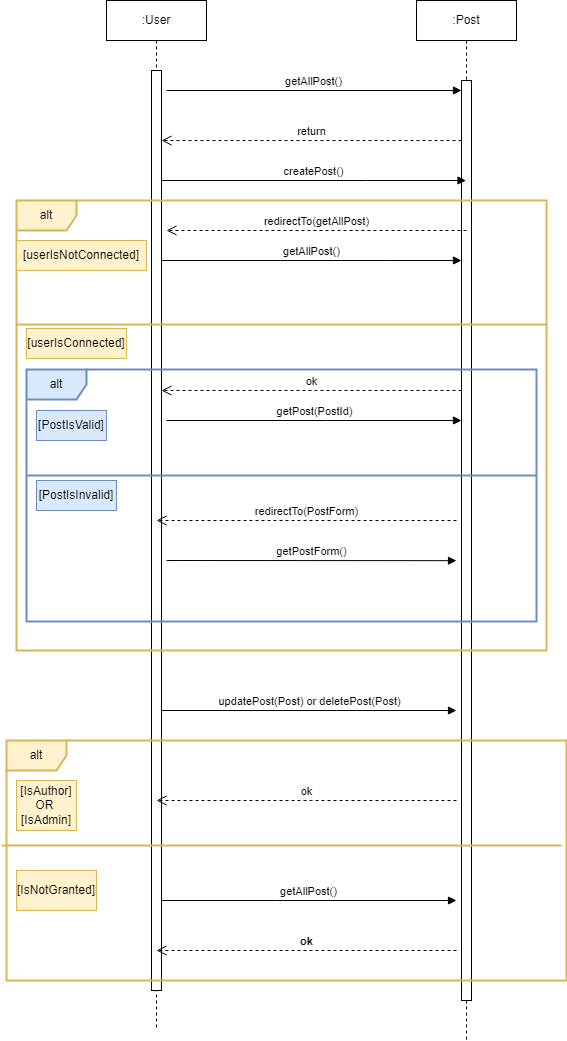 :User
:Post
getAllPost()
return
createPost()
alt
redirectTo(getAllPost)
[userIsNotConnected]
getAllPost()
[userIsConnected]
alt
ok
getPost(PostId)
[PostIsValid]
[PostIsInvalid]
redirectTo(PostForm)
getPostForm()
updatePost(Post) or deletePost(Post)
alt
[IsAuthor]
OR
[IsAdmin]
ok
[IsNotGranted]
getAllPost()
ok